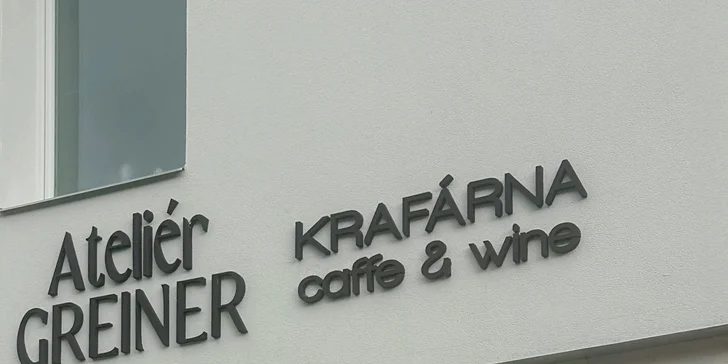 Ateliér
GREINER
KRAFÁRNA
caffe & wine